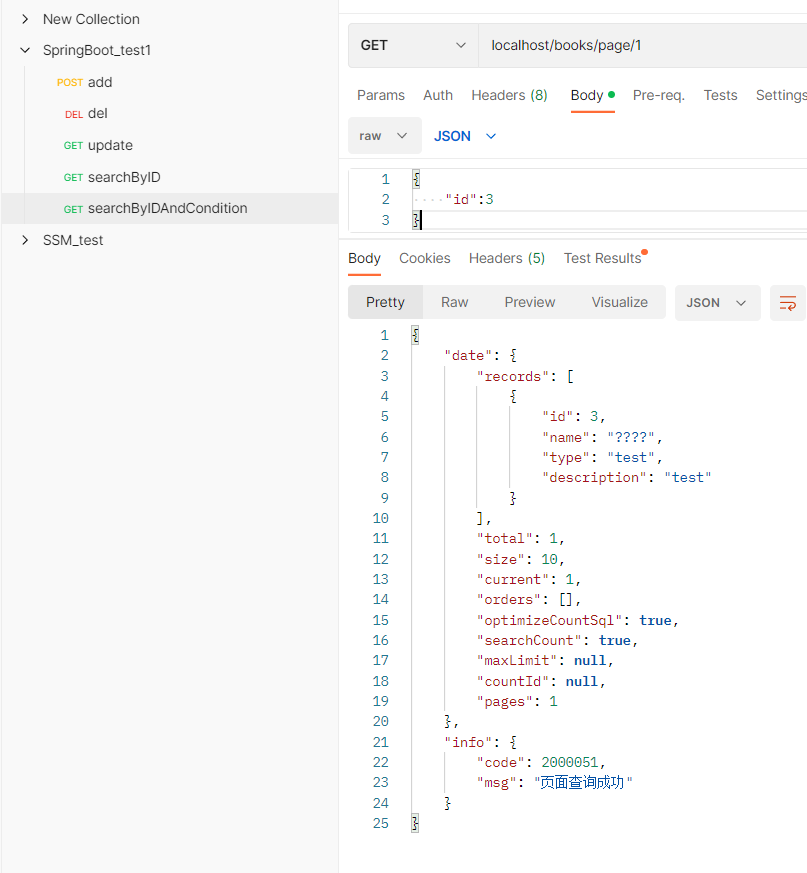 New Collection
SpringBoot_test1
POST add
DEL del
GET update
GET searchByID
GET searchByIDAndCondition
SSM_test
GET localhost/books/page/1
Params Auth Headers (8) Body Pre-req. Tests Settings
raw JSON
1 {
2 ····"id":3
3 }
Body Cookies Headers (5) Test Results
Pretty Raw Preview Visualize JSON
1 {
2 "date": {
3 "records": [
4 {
5 "id": 3,
6 "name": "????",
7 "type": "test",
8 "description": "test"
9 }
10 ],
11 "total": 1,
12 "size": 10,
13 "current": 1,
14 "orders": [],
15 "optimizeCountSql": true,
16 "searchCount": true,
17 "maxLimit": null,
18 "countId": null,
19 "pages": 1
20 },
21 "info": {
22 "code": 2000051,
23 "msg": "页面查询成功"
24 }
25 }